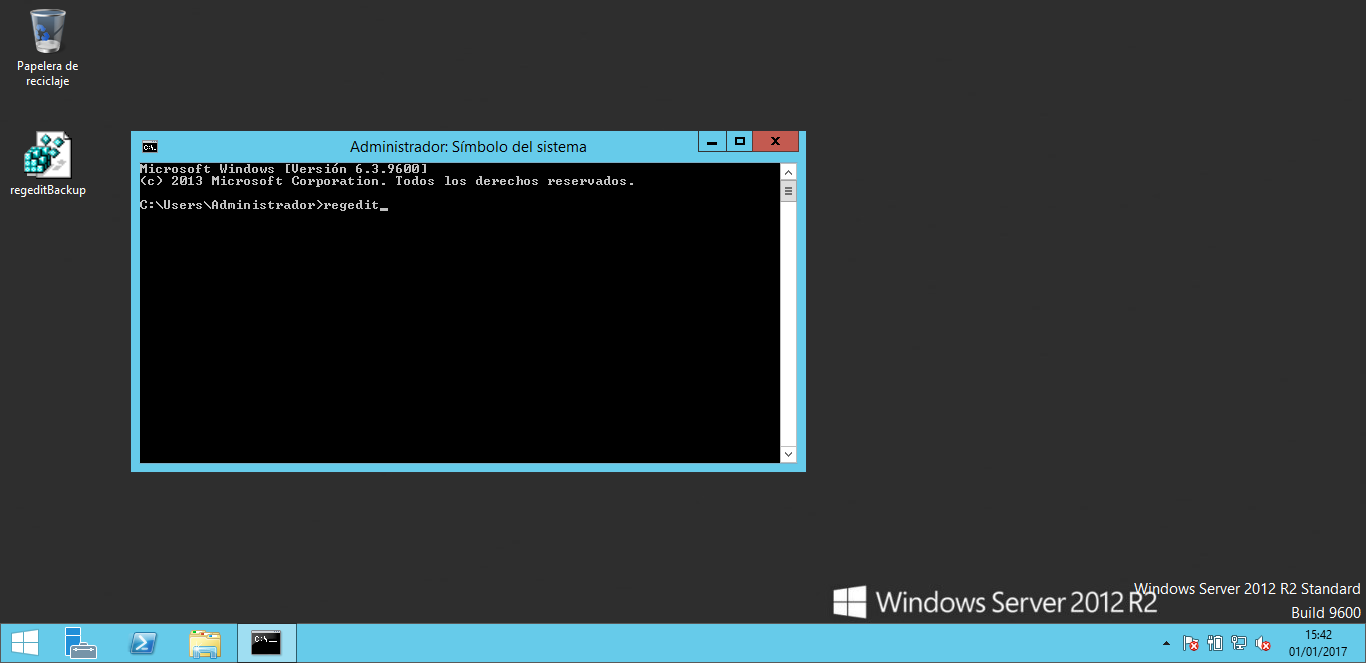 Papelera de
reciclaje
regeditBackup
Administrador: Símbolo del sistema
Microsoft Windows [Versión 6.3.9600]
(c) 2013 Microsoft Corporation. Todos los derechos reservados.
C:\Users\Administrador>regedit_
Windows Server 2012 R2 Standard
Windows Server 2012 R2
Build 9600
15:42
01/01/2017